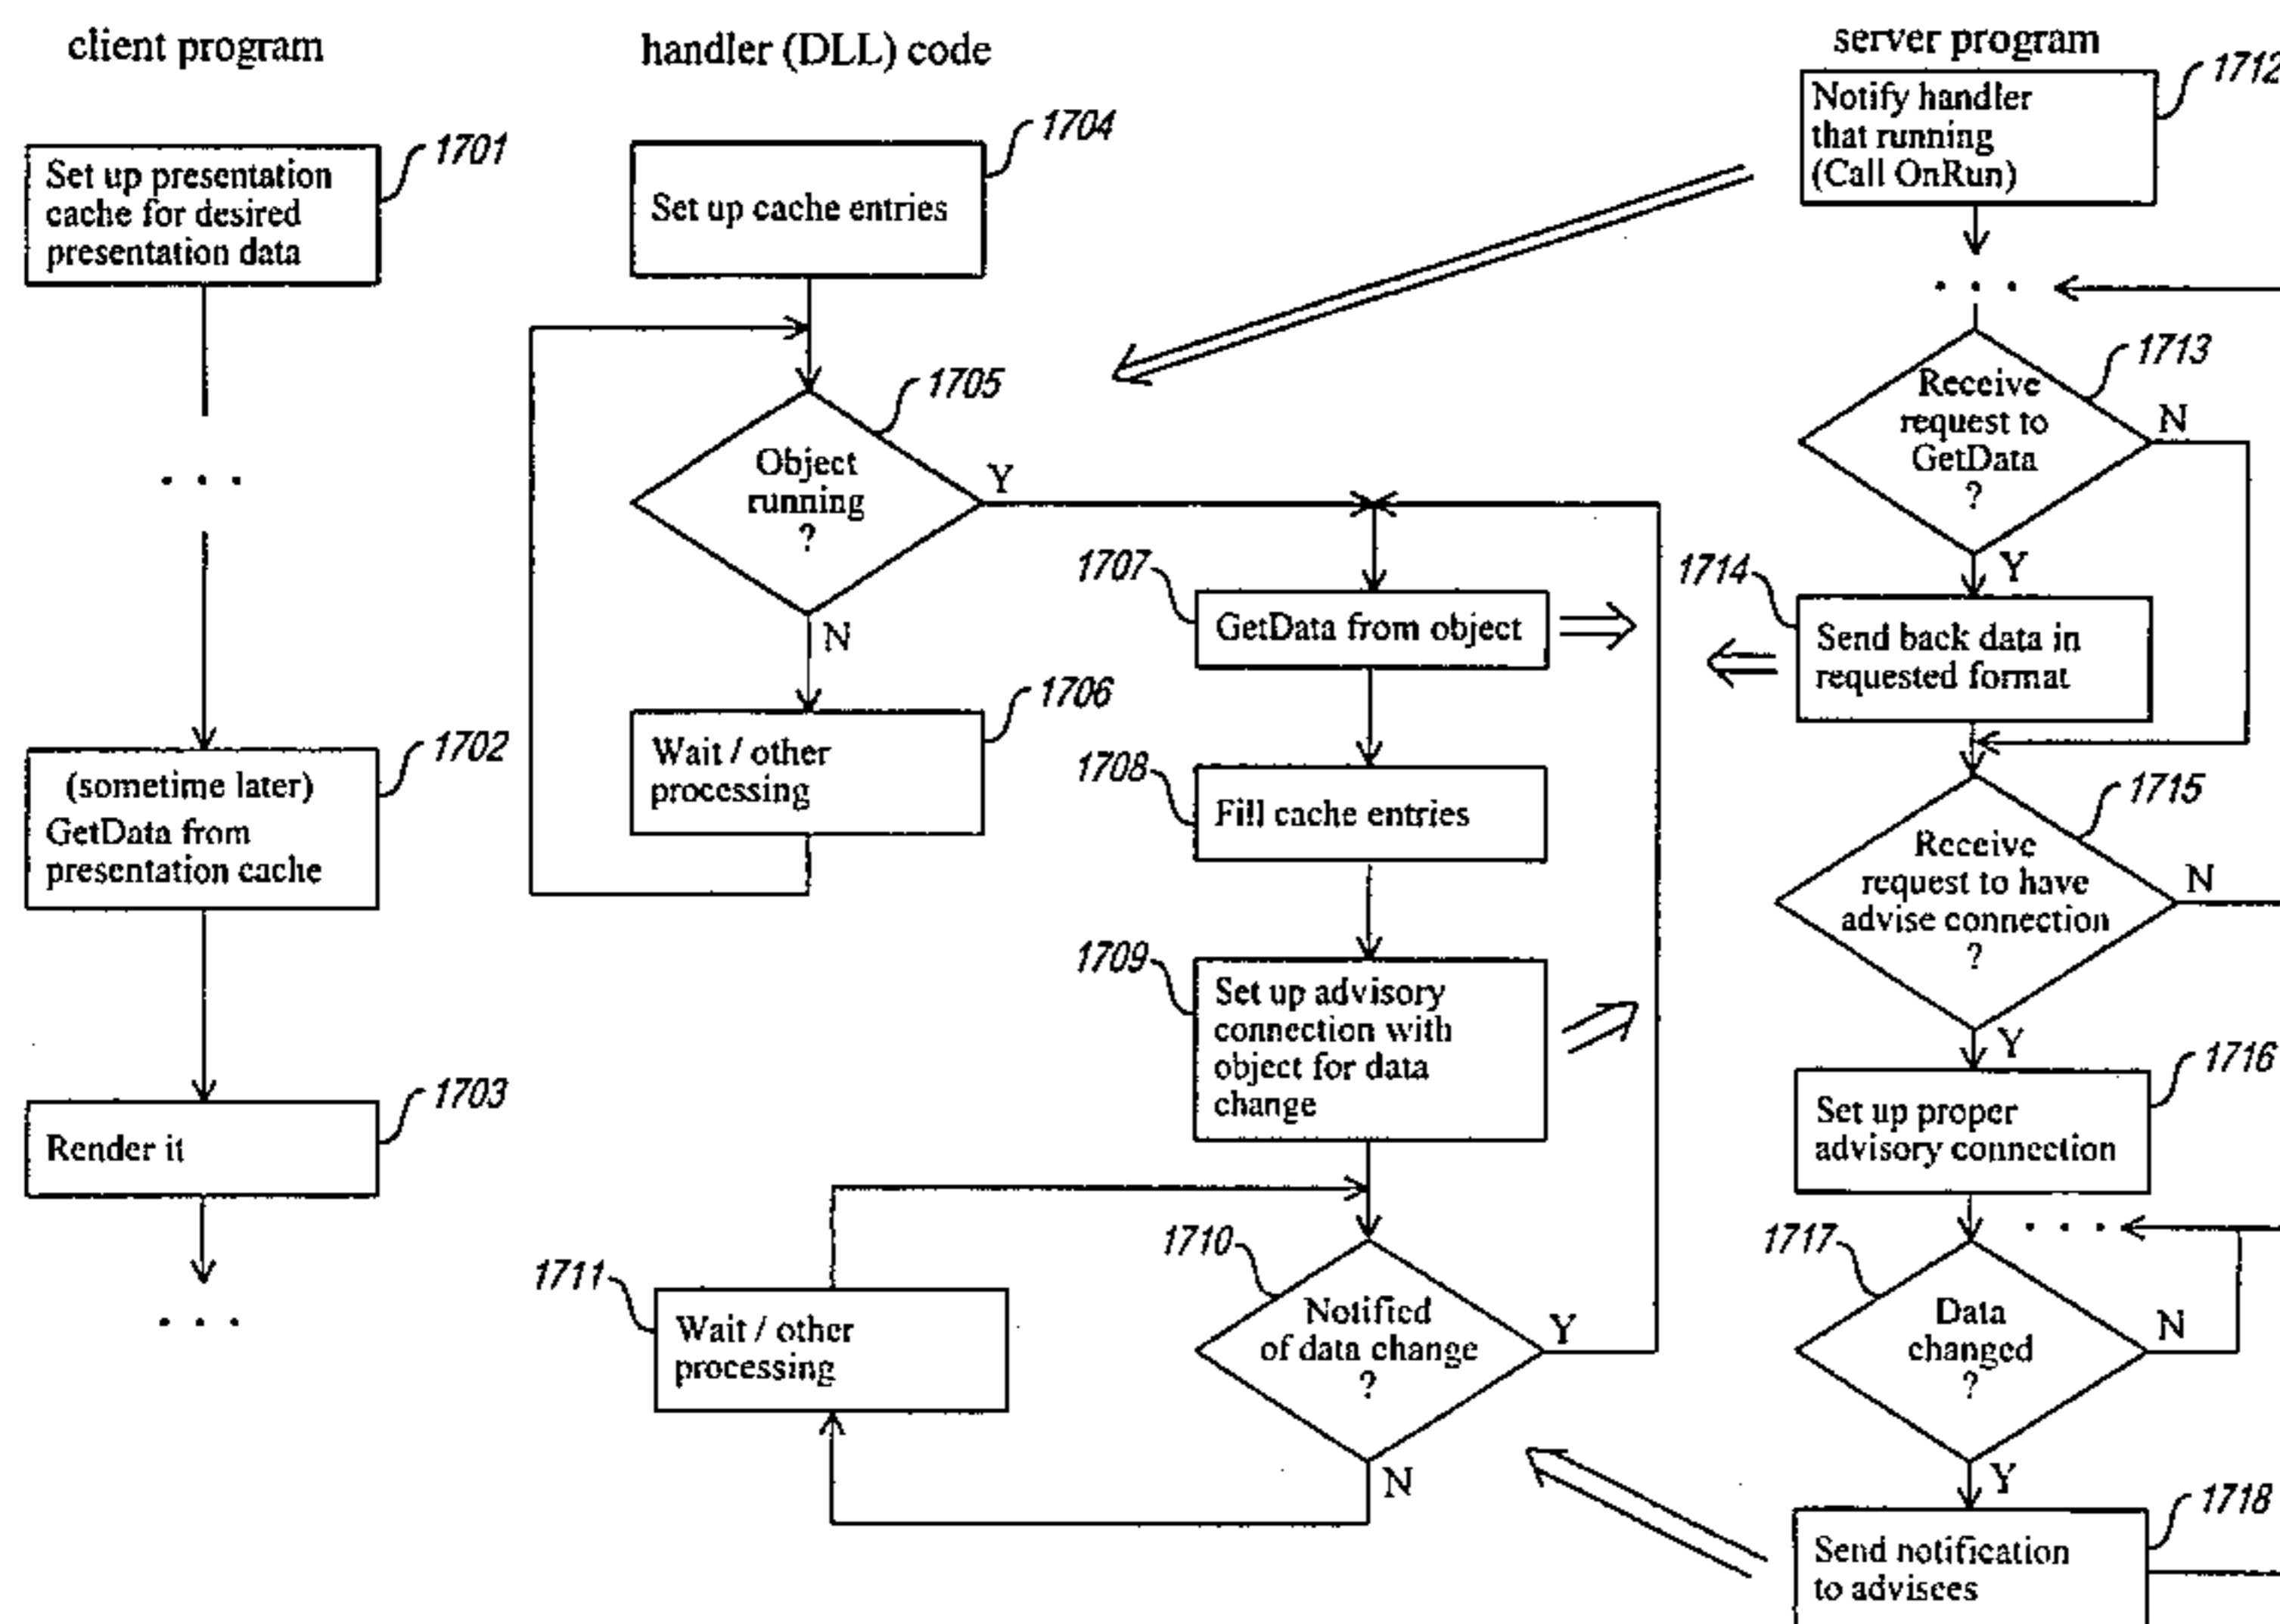 client program
1701
Set up presentation
cache for desired
presentation data
. . .
1702
(sometime later)
GetData from
presentation cache
1703
Render it
. . .
handler (DLL) code
1704
Set up cache entries
1705
Object
running
?
Y
N
1706
Wait / other
processing
1707
GetData from object
1708
Fill cache entries
1709
Set up advisory
connection with
object for data
change
1710
Notified
of data change
?
Y
N
1711
Wait / other
processing
server program
1712
Notify handler
that running
(Call OnRun)
. . .
1713
Receive
request to
GetData
?
N
Y
1714
Send back data in
requested format
1715
Receive
request to have
advise connection
?
N
Y
1716
Set up proper
advisory connection
. . .
1717
Data
changed
?
N
Y
1718
Send notification
to advisees